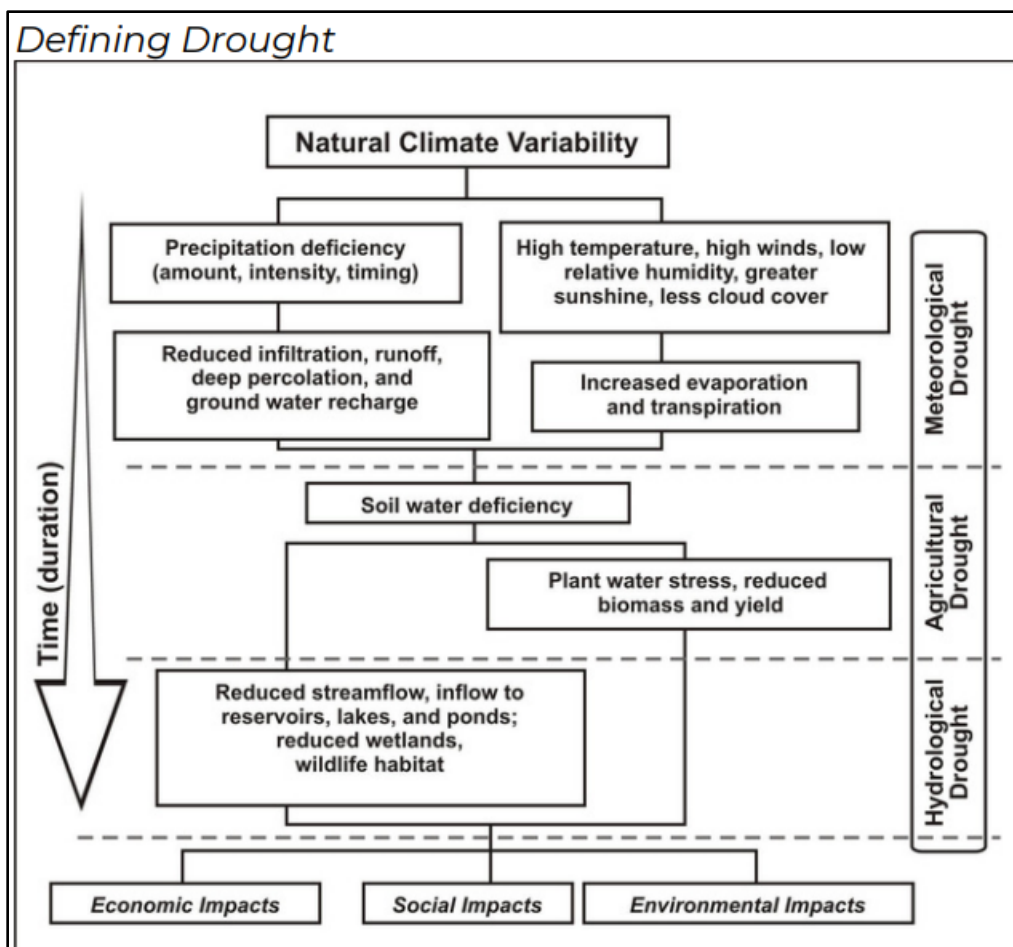 Defining Drought
Natural Climate Variability
Precipitation deficiency
(amount, intensity, timing)
High temperature, high winds, low
relative humidity, greater
sunshine, less cloud cover
Reduced infiltration, runoff,
deep percolation, and
ground water recharge
Increased evaporation
and transpiration
Meteorological
Drought
Soil water deficiency
Plant water stress, reduced
biomass and yield
Agricultural
Drought
Time (duration)
Reduced streamflow, inflow to
reservoirs, lakes, and ponds;
reduced wetlands,
wildlife habitat
Hydrological
Drought
Economic Impacts
Social Impacts
Environmental Impacts